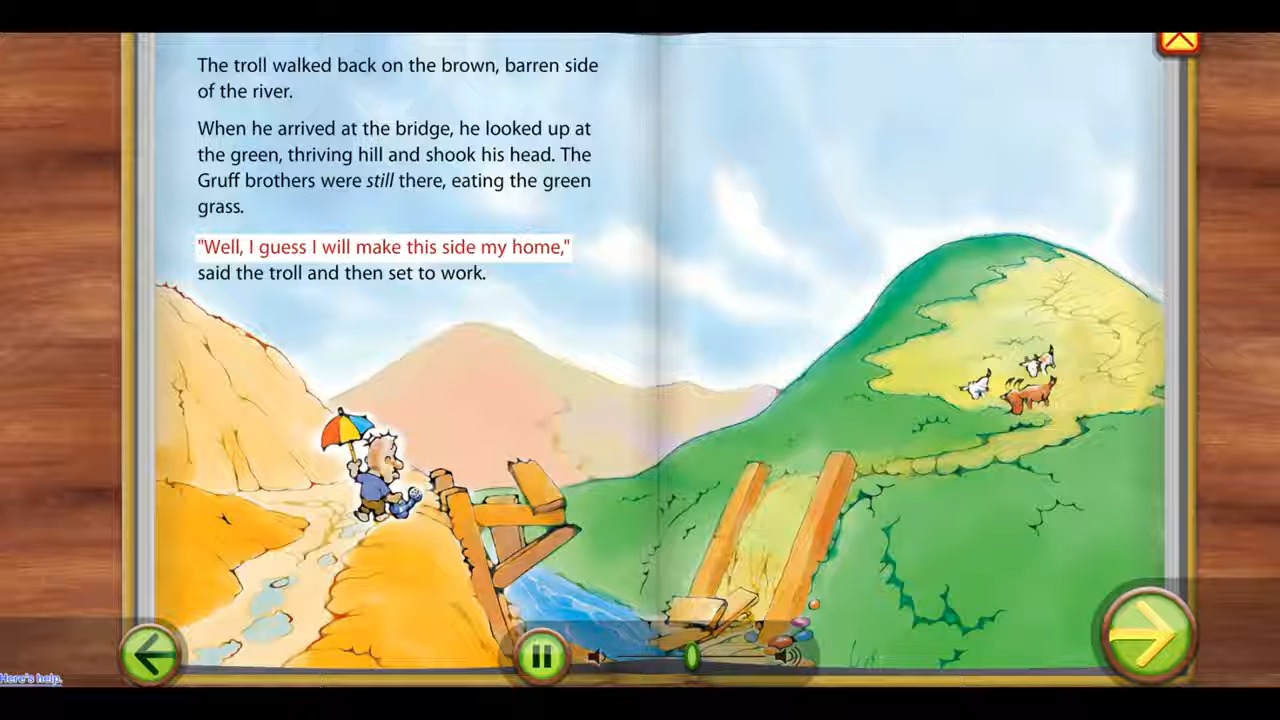 The troll walked back on the brown, barren side
of the river.
When he arrived at the bridge, he looked up at
the green, thriving hill and shook his head. The
Gruff brothers were still there, eating the green
grass.
"Well, I guess I will make this side my home,"
said the troll and then set to work.
Here's help.